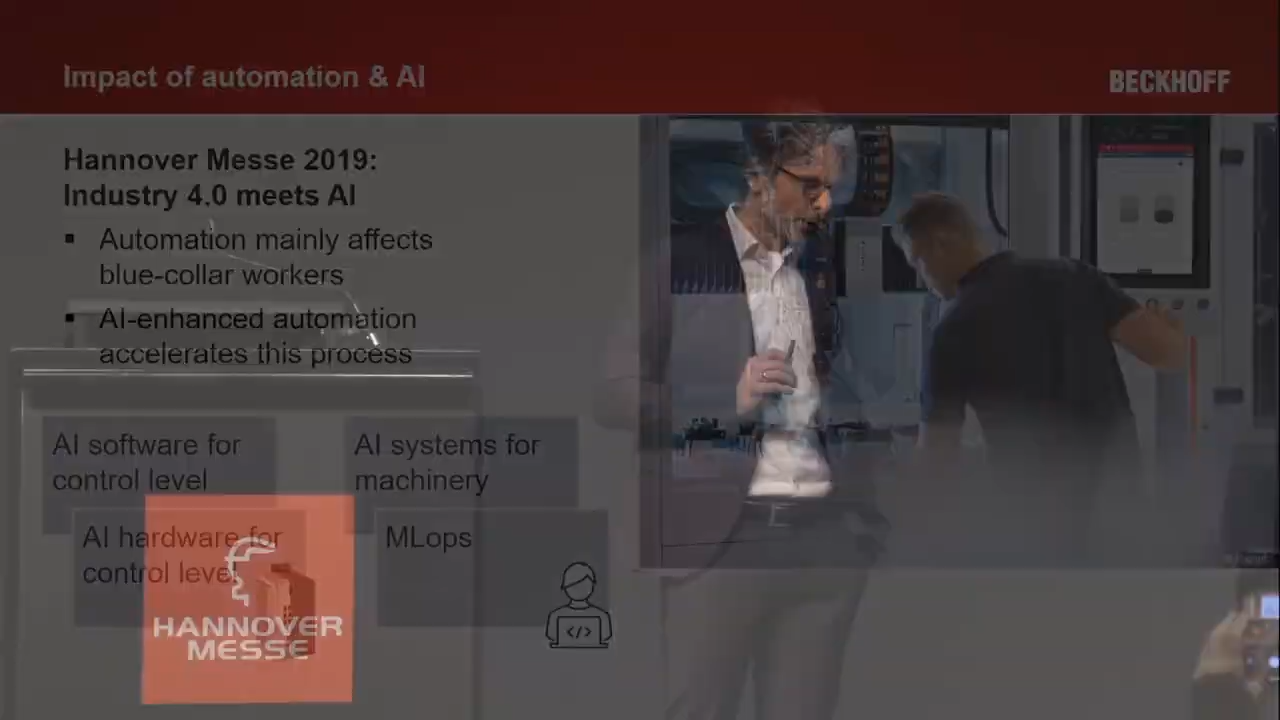 Impact of automation & AI
BECKHOFF
Hannover Messe 2019:
Industry 4.0 meets AI
▪ Automation mainly affects
blue-collar workers
▪ AI-enhanced automation
accelerates this process
AI software for
control level
AI systems for
machinery
AI hardware for
control level
MLops
</>
HANNOVER
MESSE